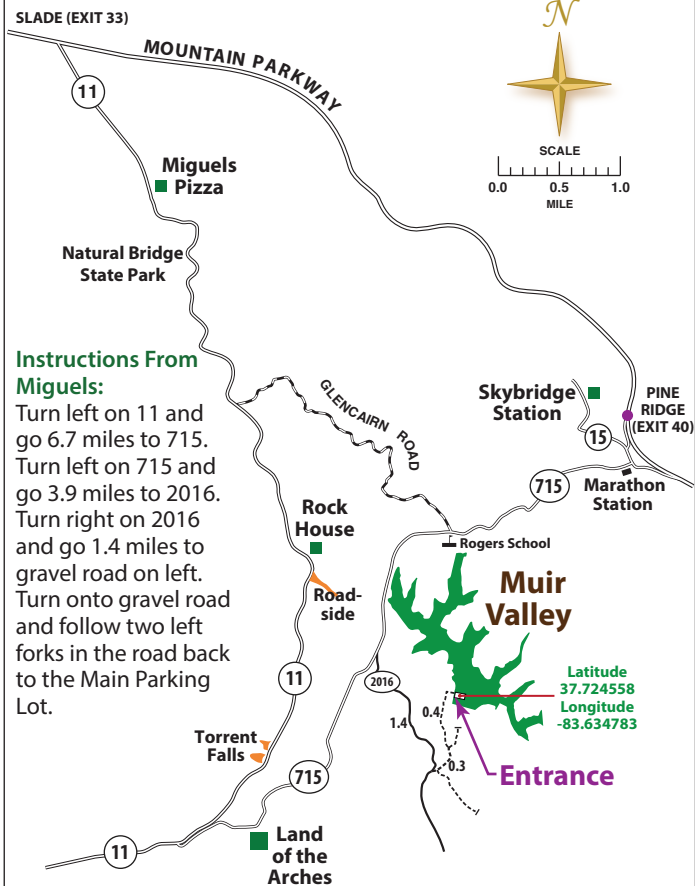 SLADE (EXIT 33)
N
MOUNTAIN PARKWAY
11
SCALE
0.0 0.5 1.0
MILE
Miguels
Pizza
Natural Bridge
State Park
Instructions From
Miguels:
Turn left on 11 and
go 6.7 miles to 715.
Turn left on 715 and
go 3.9 miles to 2016.
Turn right on 2016
and go 1.4 miles to
gravel road on left.
Turn onto gravel road
and follow two left
forks in the road back
to the Main Parking
Lot.
GLENCAIRN ROAD
Skybridge
Station
PINE
RIDGE
(EXIT 40)
15
Marathon
Station
715
Rock
House
Rogers School
Road-
side
Muir
Valley
11
2016
Latitude
37.724558
Longitude
-83.634783
0.4
1.4
0.3
Entrance
Torrent
Falls
715
Land
of the
Arches
11